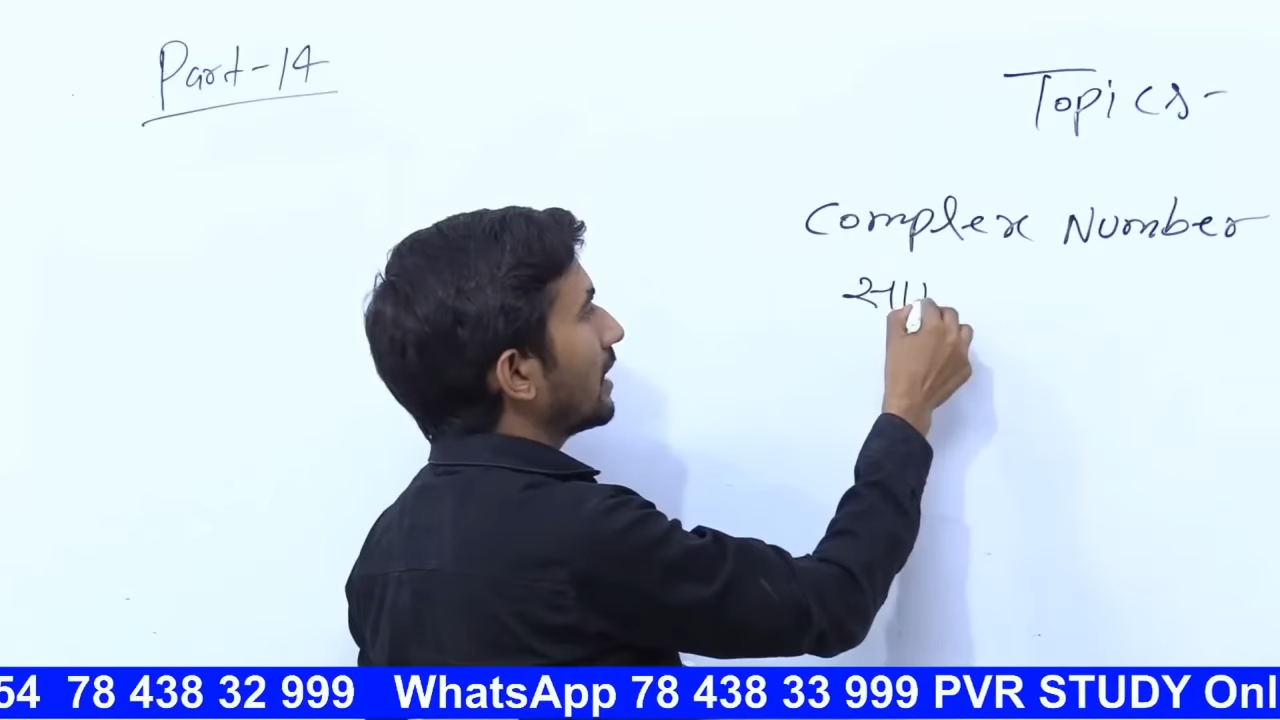 Part-14
Topics-
Complex Number
54 78 438 32 999 WhatsApp 78 438 33 999 PVR STUDY Onl